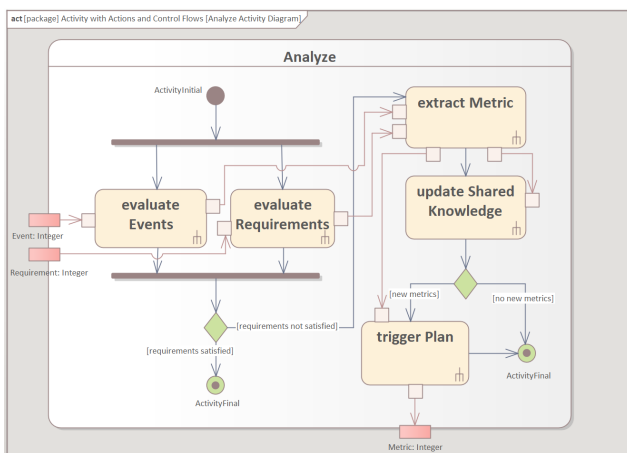 act [package] Activity with Actions and Control Flows [Analyze Activity Diagram]
Analyze
ActivityInitial
extract Metric
evaluate
Events
evaluate
Requirements
update Shared
Knowledge
Event: Integer
Requirement: Integer
[new metrics]
[no new metrics]
[requirements not satisfied]
trigger Plan
[requirements satisfied]
ActivityFinal
ActivityFinal
Metric: Integer